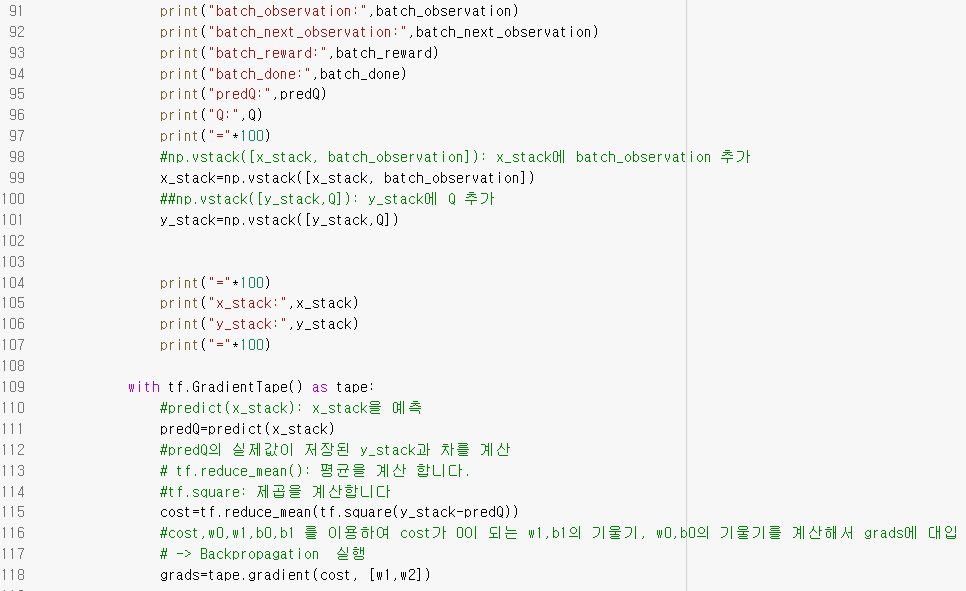 91 print("batch_observation:",batch_observation)
92 print("batch_next_observation:",batch_next_observation)
93 print("batch_reward:",batch_reward)
94 print("batch_done:",batch_done)
95 print("predQ:",predQ)
96 print("Q:",Q)
97 print("="*100)
98 #np.vstack([x_stack, batch_observation]): x_stack에 batch_observation 추가
99 x_stack=np.vstack([x_stack, batch_observation])
100 ##np.vstack([y_stack,Q]): y_stack에 Q 추가
101 y_stack=np.vstack([y_stack,Q])
102
103
104 print("="*100)
105 print("x_stack:",x_stack)
106 print("y_stack:",y_stack)
107 print("="*100)
108
109 with tf.GradientTape() as tape:
110 #predict(x_stack): x_stack을 예측
111 predQ=predict(x_stack)
112 #predQ의 실제값이 저장된 y_stack과 차를 계산
113 # tf.reduce_mean(): 평균을 계산 합니다.
114 #tf.square: 제곱을 계산합니다
115 cost=tf.reduce_mean(tf.square(y_stack-predQ))
116 #cost,w0,w1,b0,b1 를 이용하여 cost가 0이 되는 w1,b1의 기울기, w0,b0의 기울기를 계산해서 grads에 대입
117 # -> Backpropagation 실행
118 grads=tape.gradient(cost, [w1,w2])